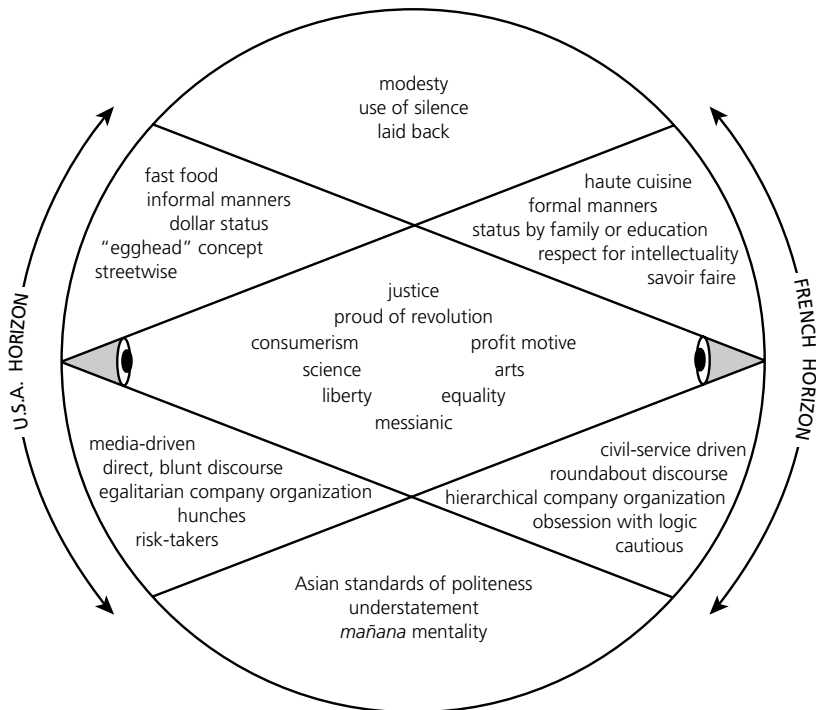 modesty
use of silence
laid back
fast food
informal manners
dollar status
“egghead” concept
streetwise
haute cuisine
formal manners
status by family or education
respect for intellectuality
savoir faire
U.S.A. HORIZON
justice
proud of revolution
consumerism profit motive
science arts
liberty equality
messianic
FRENCH HORIZON
media-driven
direct, blunt discourse
egalitarian company organization
hunches
risk-takers
civil-service driven
roundabout discourse
hierarchical company organization
obsession with logic
cautious
Asian standards of politeness
understatement
mañana mentality